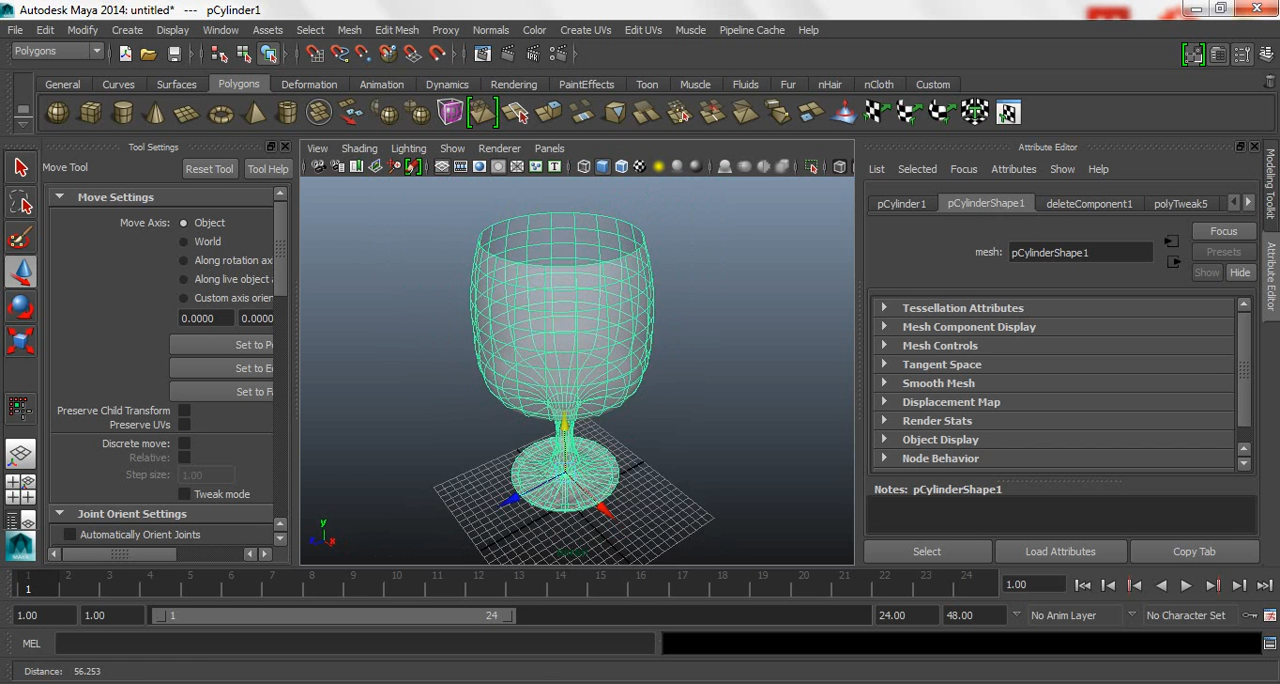 Autodesk Maya 2014: untitled*   ---   pCylinder1
File Edit Modify Create Display Window Assets Select Mesh Edit Mesh Proxy Normals Color Create UVs Edit UVs Muscle Pipeline Cache Help
Polygons
General Curves Surfaces Polygons Deformation Animation Dynamics Rendering PaintEffects Toon Muscle Fluids Fur nHair nCloth Custom
Tool Settings
Move Tool Reset Tool Tool Help
Move Settings
Move Axis: Object
World
Along rotation ax
Along live object
Custom axis orien
0.0000 0.0000
Set to P
Set to E
Set to F
Preserve Child Transform
Preserve UVs
Discrete move:
Relative:
Step size: 1.00
Tweak mode
Joint Orient Settings
Automatically Orient Joints
View Shading Lighting Show Renderer Panels
y
x
Attribute Editor
List Selected Focus Attributes Show Help
pCylinder1 pCylinderShape1 deleteComponent1 polyTweak5
Focus
mesh: pCylinderShape1 Presets
Show Hide
Tessellation Attributes
Mesh Component Display
Mesh Controls
Tangent Space
Smooth Mesh
Displacement Map
Render Stats
Object Display
Node Behavior
Notes: pCylinderShape1
Select Load Attributes Copy Tab
Modeling Toolkit
Attribute Editor
1 2 3 4 5 6 7 8 9 10 11 12 13 14 15 16 17 18 19 20 21 22 23 24
1 1.00
1.00 1.00 1 24 24.00 48.00 No Anim Layer No Character Set
MEL
Distance: 56.253